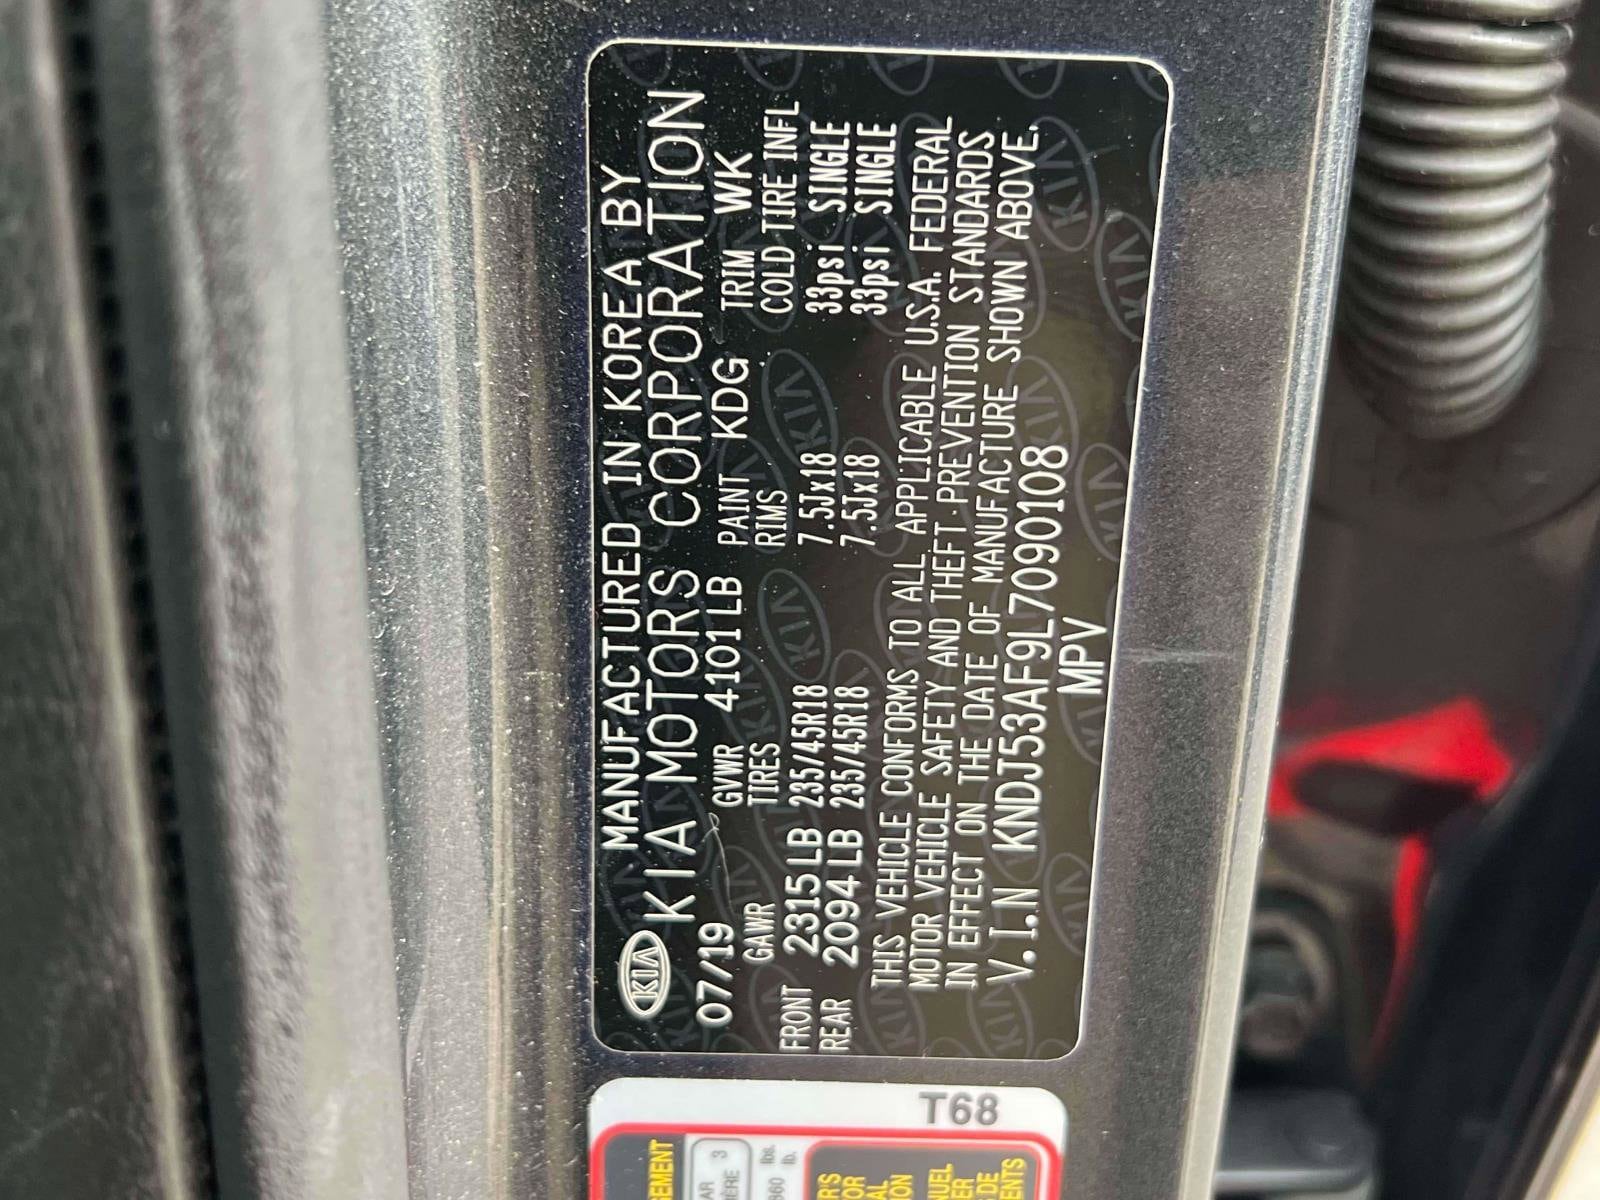 KIA MANUFACTURED IN KOREA BY
KIA MOTORS CORPORATION
07/19 GVWR 4101LB PAINT KDG TRIM WK
GAWR TIRES RIMS COLD TIRE INFL
FRONT 2315LB 235/45R18 7.5Jx18 33psi SINGLE
REAR 2094LB 235/45R18 7.5Jx18 33psi SINGLE
THIS VEHICLE CONFORMS TO ALL APPLICABLE U.S.A. FEDERAL
MOTOR VEHICLE SAFETY AND THEFT PREVENTION STANDARDS
IN EFFECT ON THE DATE OF MANUFACTURE SHOWN ABOVE.
V.I.N KNDJ53AF9L7090108
MPV
T68